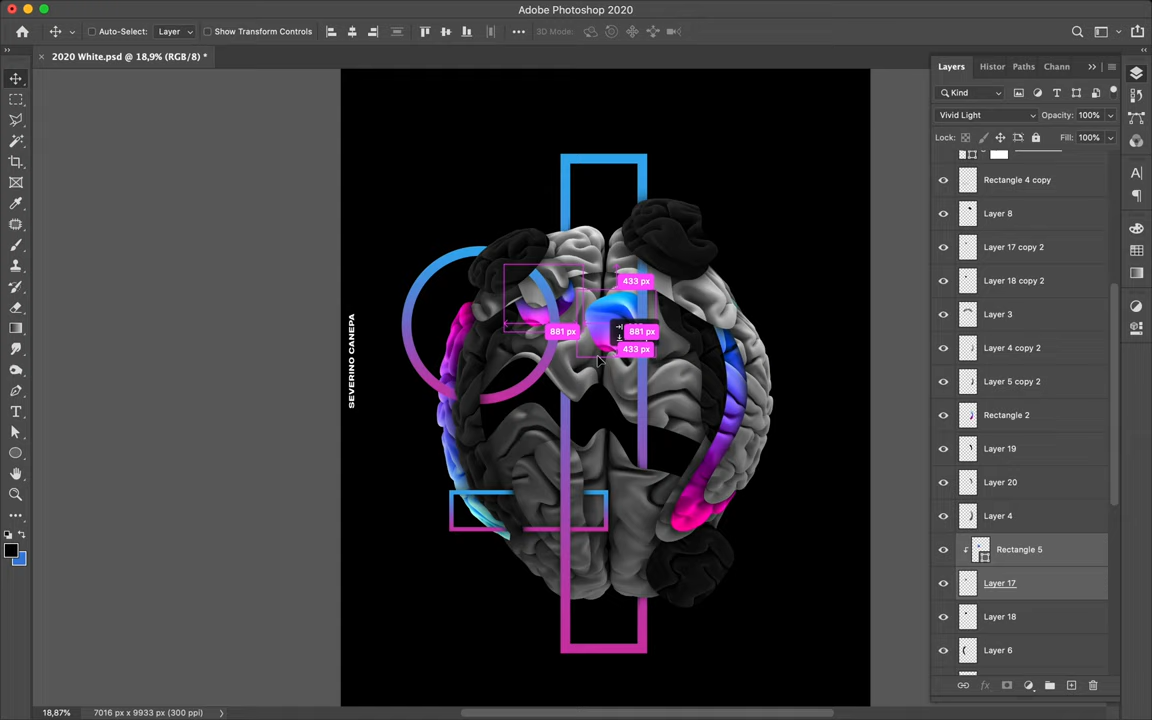 Adobe Photoshop 2020
Auto-Select: Layer Show Transform Controls 3D Mode:
2020 White.psd @ 18,9% (RGB/8) *
Layers Histor Paths Chann
Kind
Vivid Light Opacity: 100%
Lock: Fill: 100%
Rectangle 4 copy
Layer 8
Layer 17 copy 2
Layer 18 copy 2
Layer 3
Layer 4 copy 2
Layer 5 copy 2
Rectangle 2
Layer 19
Layer 20
Layer 4
Rectangle 5
Layer 17
Layer 18
Layer 6
433 px
881 px
881 px
433 px
SEVERINO CANEPA
18,87% 7016 px x 9933 px (300 ppi)